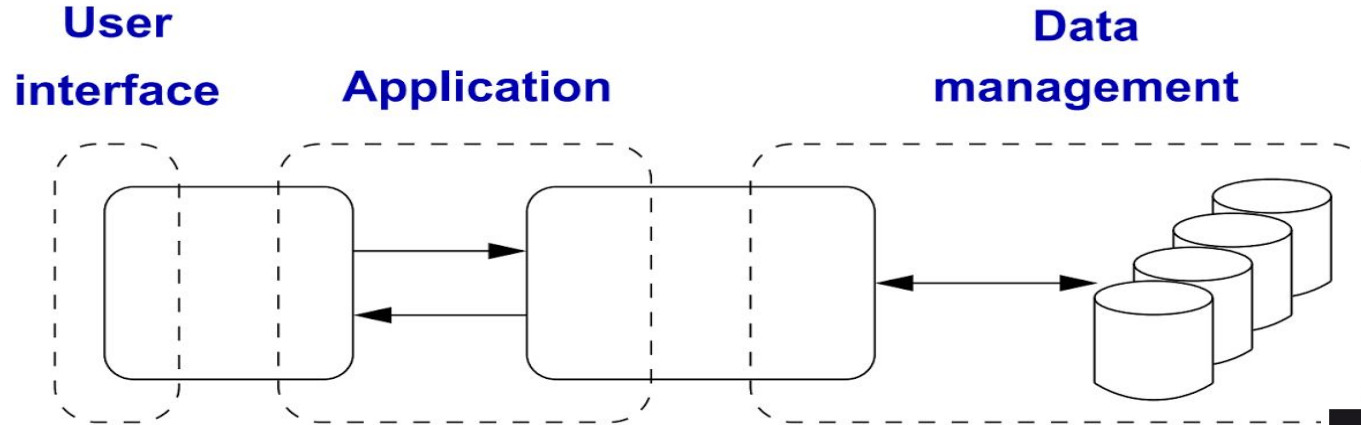 User
interface
Application
Data
management